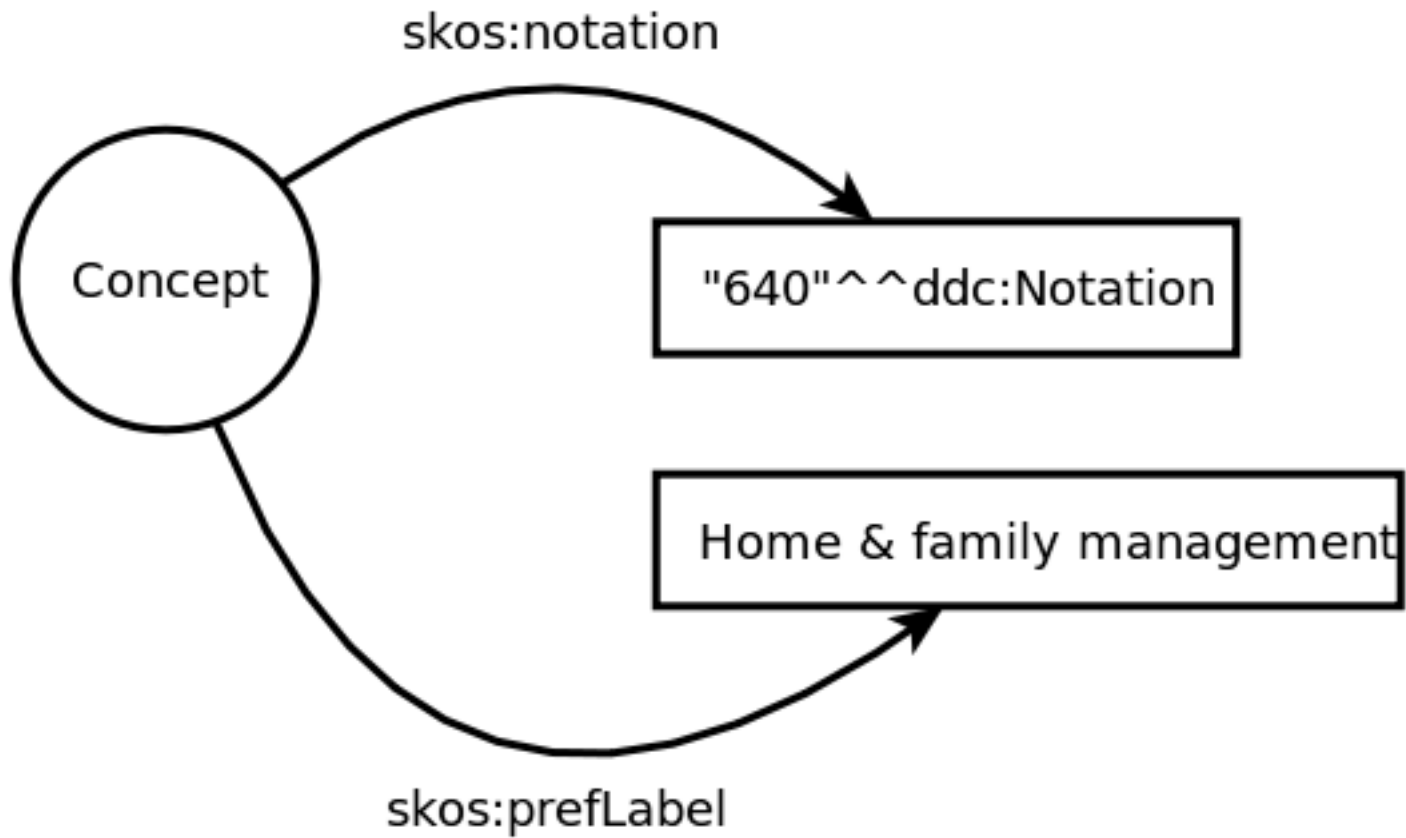 skos:notation
Concept
"640"^^ddc:Notation
Home & family management
skos:prefLabel